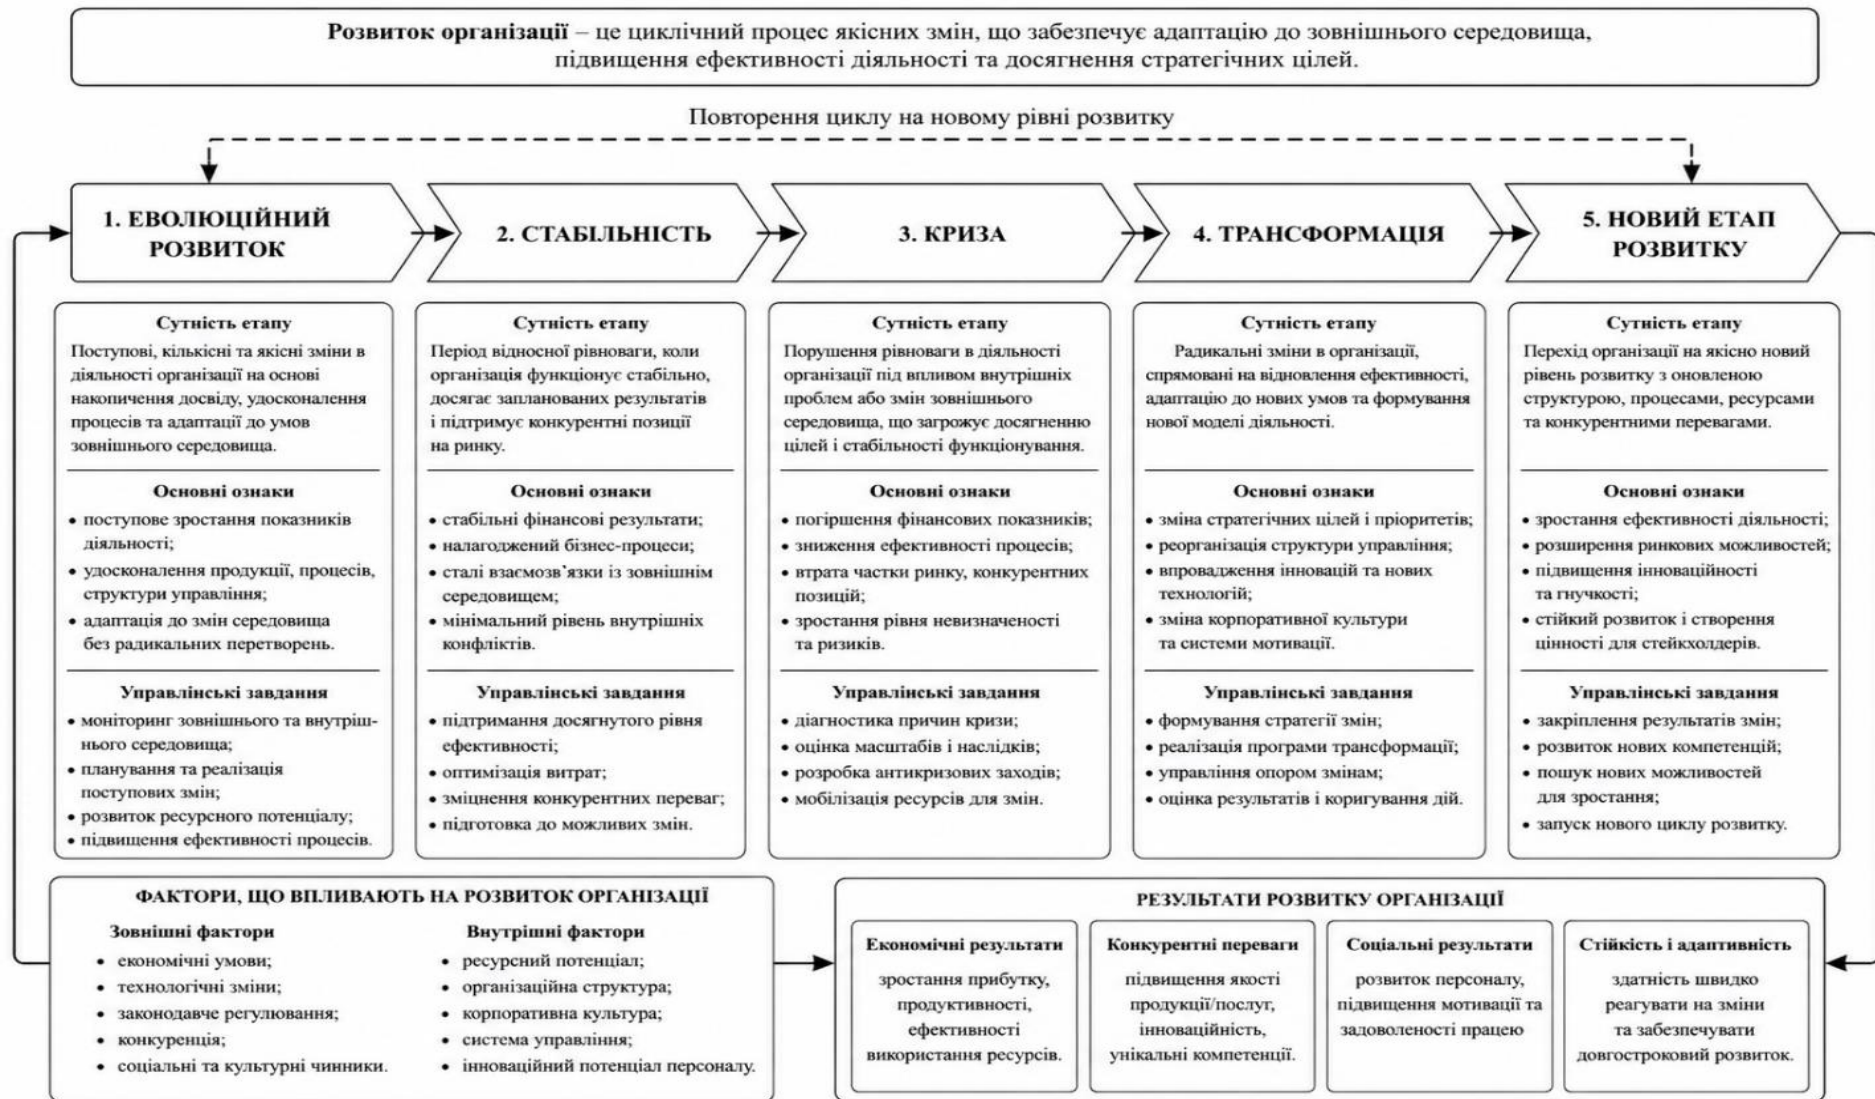 Розвиток організації – це циклічний процес якісних змін, що забезпечує адаптацію до зовнішнього середовища,
підвищення ефективності діяльності та досягнення стратегічних цілей.
Повторення циклу на новому рівні розвитку
1. ЕВОЛЮЦІЙНИЙ
РОЗВИТОК
2. СТАБІЛЬНІСТЬ
3. КРИЗА
4. ТРАНСФОРМАЦІЯ
5. НОВИЙ ЕТАП
РОЗВИТКУ
Сутність етапу
Поступові, кількісні та якісні зміни в
діяльності організації на основі
накопичення досвіду, удосконалення
процесів та адаптації до умов
зовнішнього середовища.
Основні ознаки
• поступове зростання показників
діяльності;
• удосконалення продукції, процесів,
структури управління;
• адаптація до змін середовища
без радикальних перетворень.
Управлінські завдання
• моніторинг зовнішнього та внутріш-
нього середовища;
• планування та реалізація
поступових змін;
• розвиток ресурсного потенціалу;
• підвищення ефективності процесів.
Сутність етапу
Період відносної рівноваги, коли
організація функціонує стабільно,
досягає запланованих результатів
і підтримує конкурентні позиції
на ринку.
Основні ознаки
• стабільні фінансові результати;
• налагоджений бізнес-процеси;
• сталі взаємозв`язки із зовнішнім
середовищем;
• мінімальний рівень внутрішніх
конфліктів.
Управлінські завдання
• підтримання досягнутого рівня
ефективності;
• оптимізація витрат;
• зміцнення конкурентних переваг;
• підготовка до можливих змін.
Сутність етапу
Порушення рівноваги в діяльності
організації під впливом внутрішніх
проблем або змін зовнішнього
середовища, що загрожує досягненню
цілей і стабільності функціонування.
Основні ознаки
• погіршення фінансових показників;
• зниження ефективності процесів;
• втрата частки ринку, конкурентних
позицій;
• зростання рівня невизначеності
та ризиків.
Управлінські завдання
• діагностика причин кризи;
• оцінка масштабів і наслідків;
• розробка антикризових заходів;
• мобілізація ресурсів для змін.
Сутність етапу
Радикальні зміни в організації,
спрямовані на відновлення ефективності,
адаптацію до нових умов та формування
нової моделі діяльності.
Основні ознаки
• зміна стратегічних цілей і пріоритетів;
• реорганізація структури управління;
• впровадження інновацій та нових
технологій;
• зміна корпоративної культури
та системи мотивації.
Управлінські завдання
• формування стратегії змін;
• реалізація програми трансформації;
• управління опором змінам;
• оцінка результатів і коригування дій.
Сутність етапу
Перехід організації на якісно новий
рівень розвитку з оновленою
структурою, процесами, ресурсами
та конкурентними перевагами.
Основні ознаки
• зростання ефективності діяльності;
• розширення ринкових можливостей;
• підвищення інноваційності
та гнучкості;
• стійкий розвиток і створення
цінності для стейкхолдерів.
Управлінські завдання
• закріплення результатів змін;
• розвиток нових компетенцій;
• пошук нових можливостей
для зростання;
• запуск нового циклу розвитку.
ФАКТОРИ, ЩО ВПЛИВАЮТЬ НА РОЗВИТОК ОРГАНІЗАЦІЇ
Зовнішні фактори
• економічні умови;
• технологічні зміни;
• законодавче регулювання;
• конкуренція;
• соціальні та культурні чинники.
Внутрішні фактори
• ресурсний потенціал;
• організаційна структура;
• корпоративна культура;
• система управління;
• інноваційний потенціал персоналу.
РЕЗУЛЬТАТИ РОЗВИТКУ ОРГАНІЗАЦІЇ
Економічні результати
зростання прибутку,
продуктивності,
ефективності
використання ресурсів.
Конкурентні переваги
підвищення якості
продукції/послуг,
інноваційність,
унікальні компетенції.
Соціальні результати
розвиток персоналу,
підвищення мотивації та
задоволеності працею
Стійкість і адаптивність
здатність швидко
реагувати на зміни
та забезпечувати
довгостроковий розвиток.